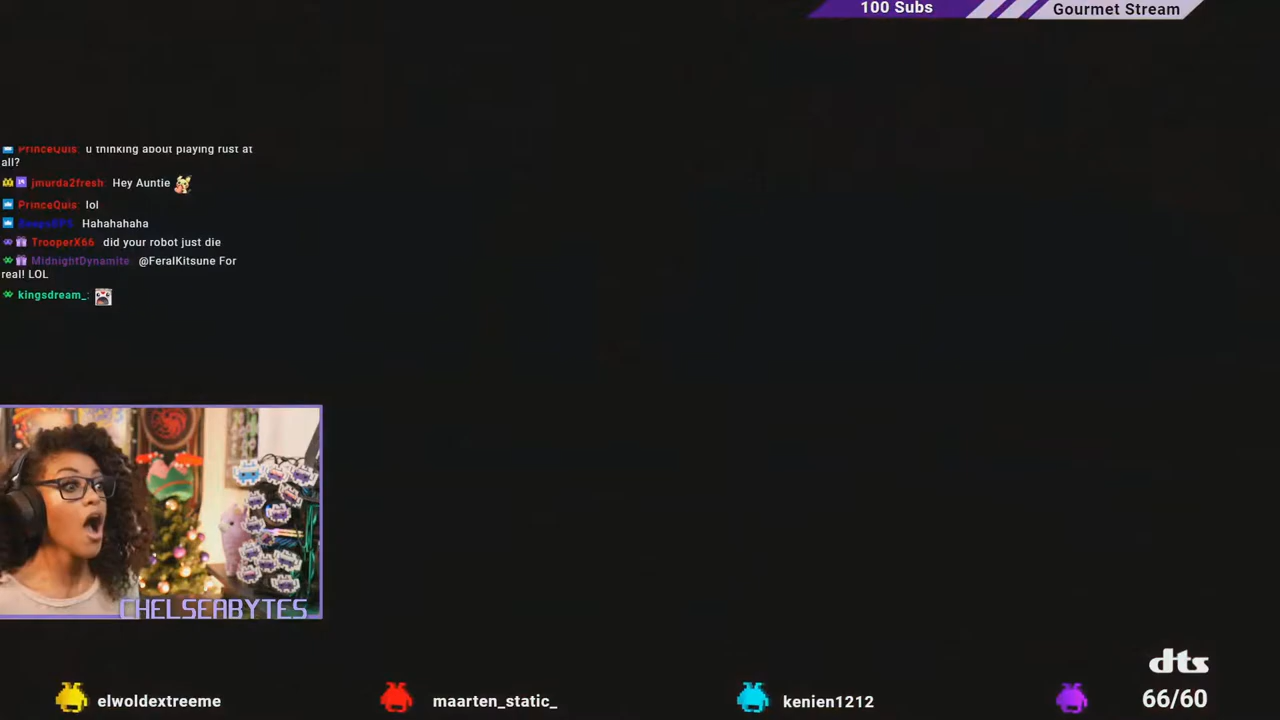 100 Subs
Gourmet Stream
PrinceQuis: u thinking about playing rust at
all?
jmurda2fresh: Hey Auntie
PrinceQuis: lol
Hahahahaha
TrooperX66 did your robot just die
MidnightDynamite @FeralKitsune For
real! LOL
kingsdream_:
CHELSEABYTES
dts
elwoldextreeme
maarten_static_
kenien1212
66/60